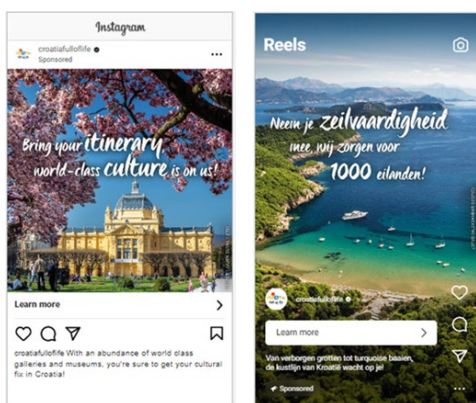 Instagram
croatiafulloflife
Sponsored
Bring your itinerary,
world-class culture is on us!
Learn more
croatiafulloflife With an abundance of world class
galleries and museums, you're sure to get your cultural
fix in Croatia!
Reels
Neem je zeilvaardigheid
mee, wij zorgen voor
1000 eilanden!
croatiafulloflife
Learn more
Van verborgen grotten tot turquoise baaien,
de kustlijn van Kroatië wacht op je!
Sponsored